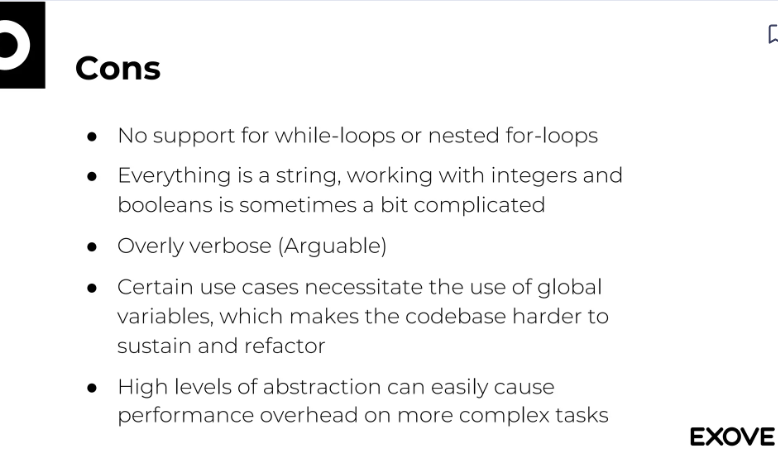 Cons
● No support for while-loops or nested for-loops
● Everything is a string, working with integers and
booleans is sometimes a bit complicated
● Overly verbose (Arguable)
● Certain use cases necessitate the use of global
variables, which makes the codebase harder to
sustain and refactor
● High levels of abstraction can easily cause
performance overhead on more complex tasks
EXOVE